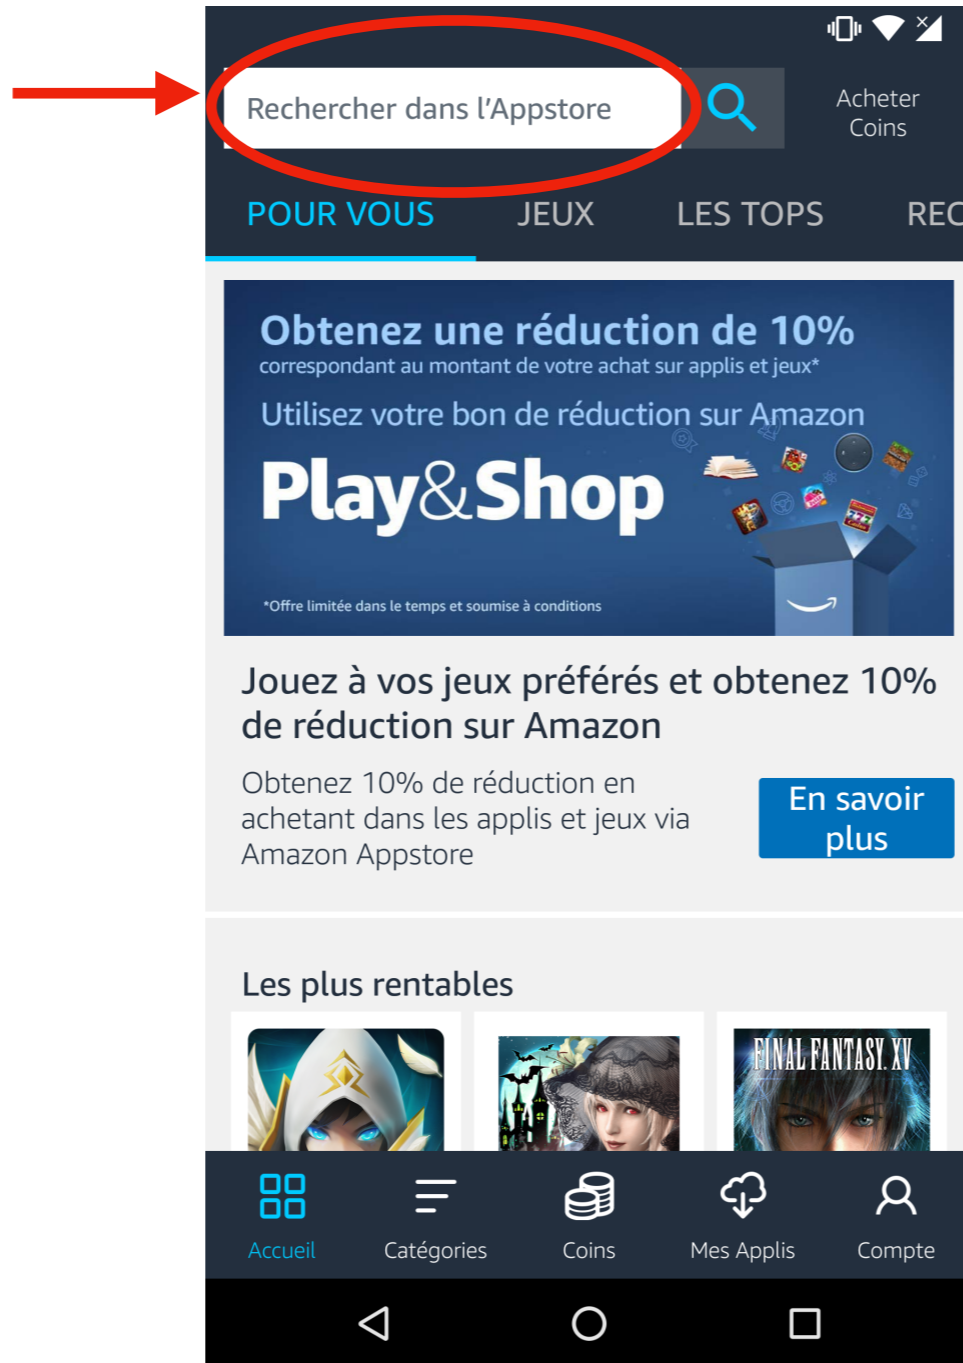 Rechercher dans l'Appstore
Acheter
Coins
POUR VOUS JEUX LES TOPS REC
Obtenez une réduction de 10%
correspondant au montant de votre achat sur applis et jeux*
Utilisez votre bon de réduction sur Amazon
Play&Shop
*Offre limitée dans le temps et soumise à conditions
Jouez à vos jeux préférés et obtenez 10%
de réduction sur Amazon
Obtenez 10% de réduction en
achetant dans les applis et jeux via
Amazon Appstore
En savoir
plus
Les plus rentables
FINAL FANTASY XV
Accueil Catégories Coins Mes Applis Compte